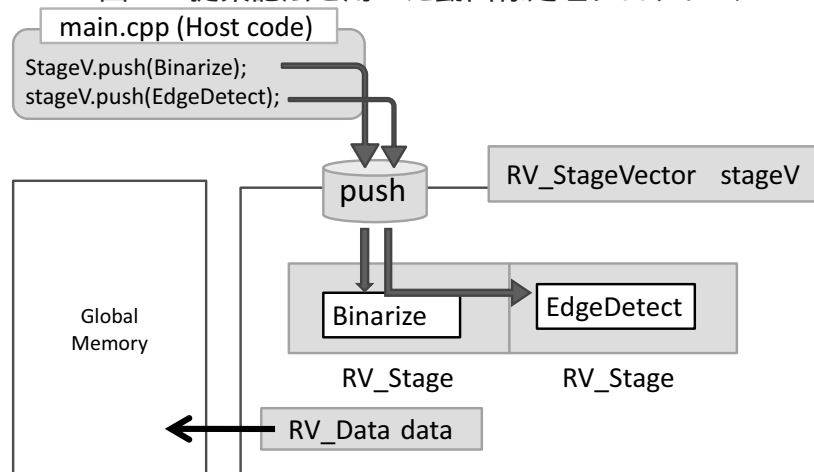 main.cpp (Host code)
StageV.push(Binarize);
stageV.push(EdgeDetect);
push
RV_StageVector stageV
Binarize
EdgeDetect
Global
Memory
RV_Stage
RV_Stage
RV_Data data